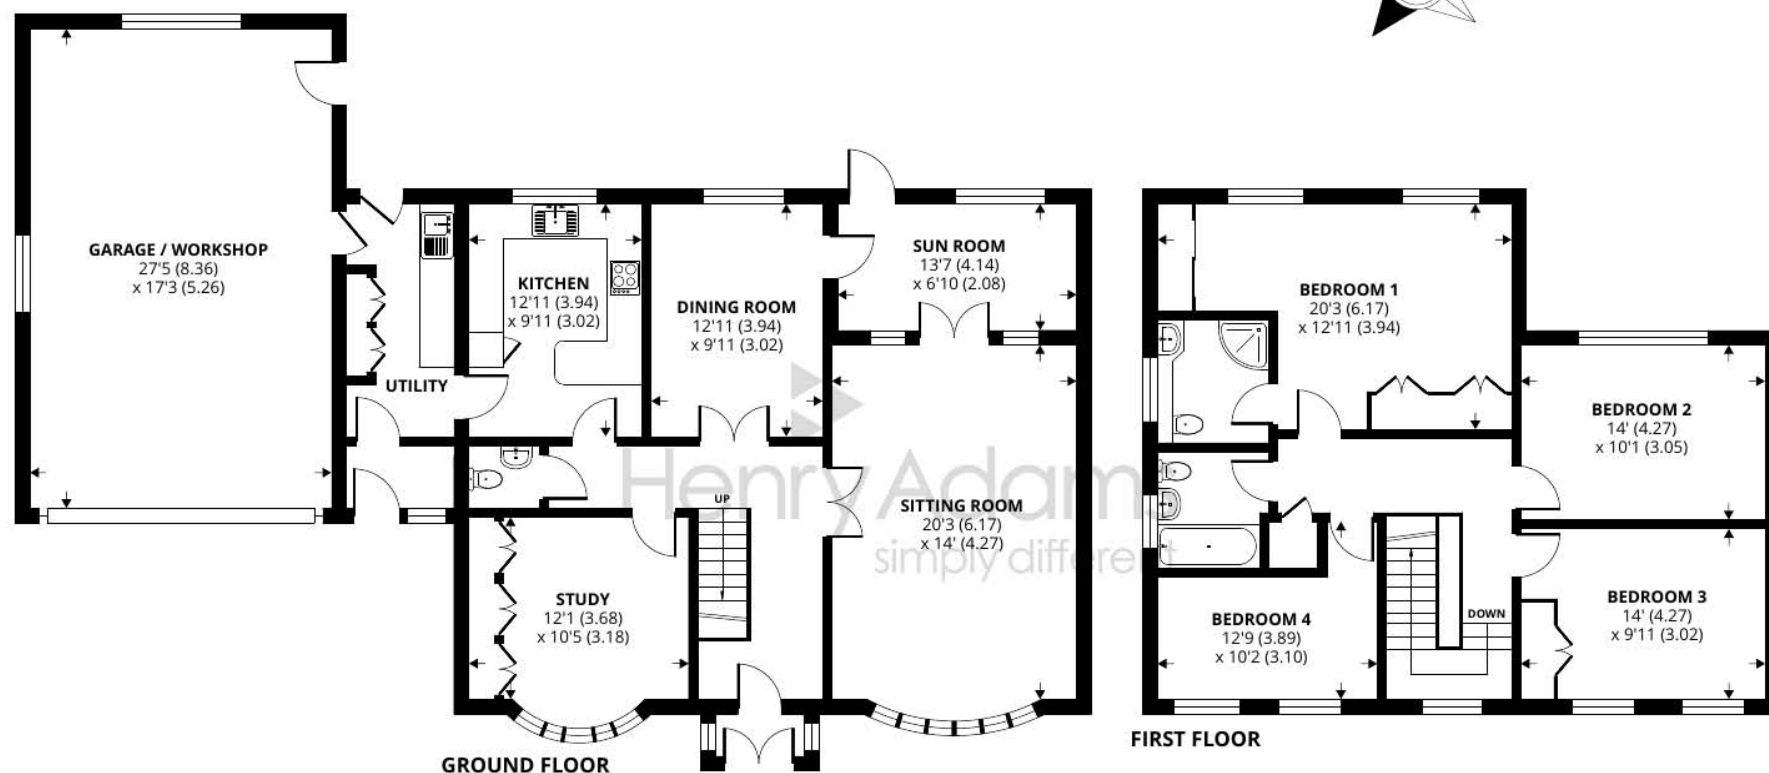 GARAGE / WORKSHOP
27'5 (8.36)
x 17'3 (5.26)
UTILITY
KITCHEN
12'11 (3.94)
x 9'11 (3.02)
DINING ROOM
12'11 (3.94)
x 9'11 (3.02)
SUN ROOM
13'7 (4.14)
x 6'10 (2.08)
SITTING ROOM
20'3 (6.17)
x 14' (4.27)
UP
STUDY
12'1 (3.68)
x 10'5 (3.18)
Henry Adams
simply different
GROUND FLOOR
BEDROOM 1
20'3 (6.17)
x 12'11 (3.94)
BEDROOM 2
14' (4.27)
x 10'1 (3.05)
BEDROOM 3
14' (4.27)
x 9'11 (3.02)
BEDROOM 4
12'9 (3.89)
x 10'2 (3.10)
DOWN
FIRST FLOOR